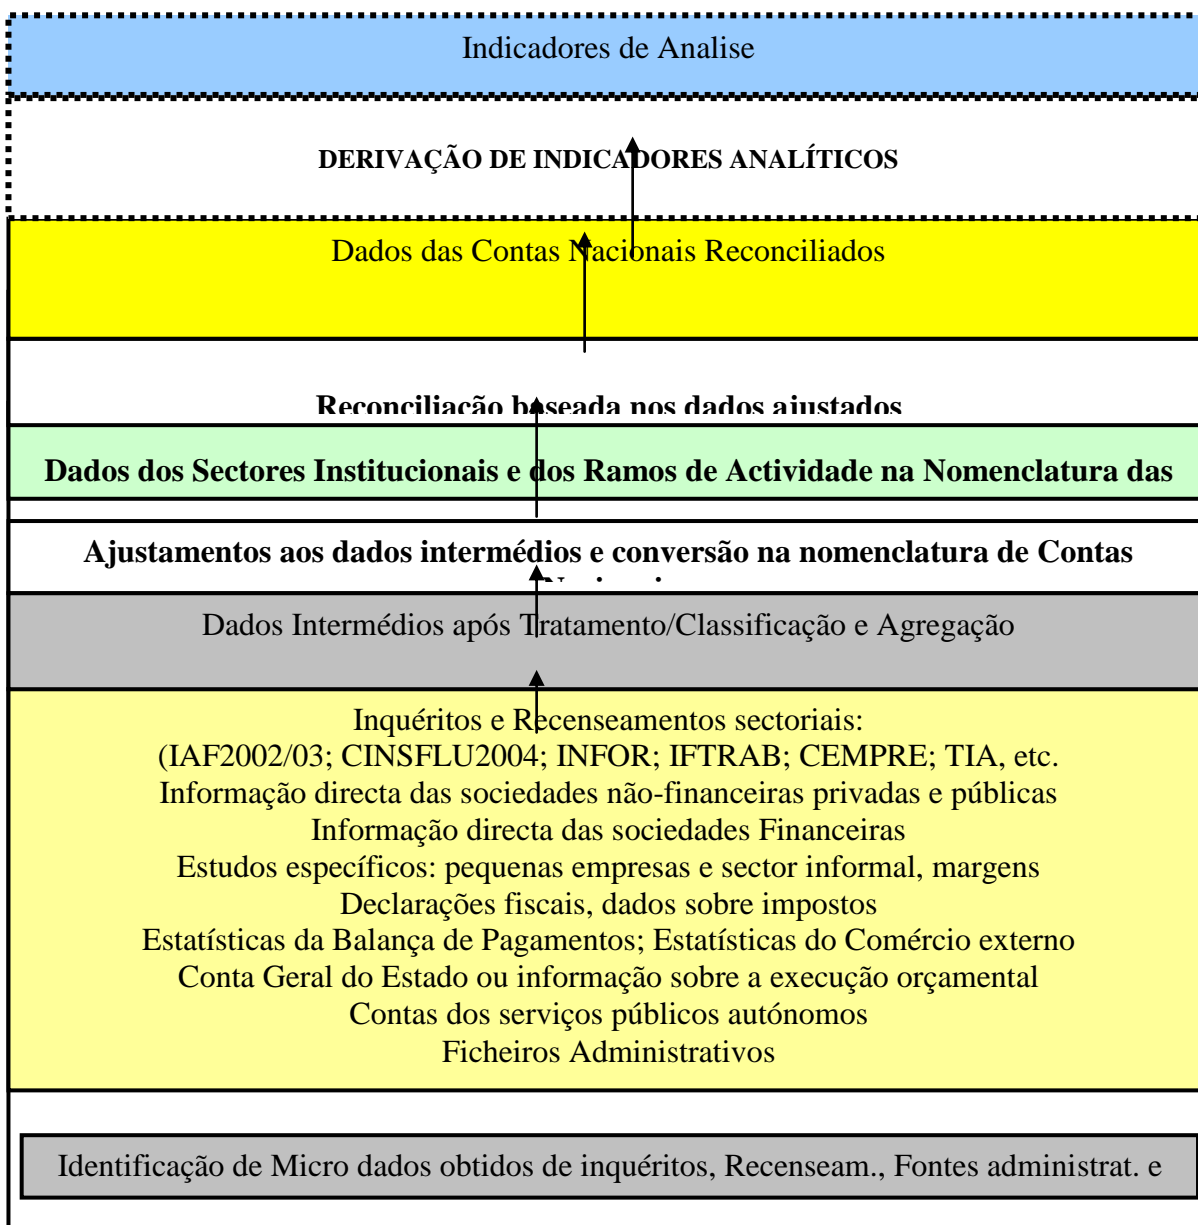 Indicadores de Analise
DERIVAÇÃO DE INDICADORES ANALÍTICOS
Dados das Contas Nacionais Reconciliados
Reconciliação baseada nos dados ajustados
Dados dos Sectores Institucionais e dos Ramos de Actividade na Nomenclatura das
Ajustamentos aos dados intermédios e conversão na nomenclatura de Contas
Dados Intermédios após Tratamento/Classificação e Agregação
Inquéritos e Recenseamentos sectoriais:
(IAF2002/03; CINSFLU2004; INFOR; IFTRAB; CEMPRE; TIA, etc.
Informação directa das sociedades não-financeiras privadas e públicas
Informação directa das sociedades Financeiras
Estudos específicos: pequenas empresas e sector informal, margens
Declarações fiscais, dados sobre impostos
Estatísticas da Balança de Pagamentos; Estatísticas do Comércio externo
Conta Geral do Estado ou informação sobre a execução orçamental
Contas dos serviços públicos autónomos
Ficheiros Administrativos
Identificação de Micro dados obtidos de inquéritos, Recenseam., Fontes administrat. e